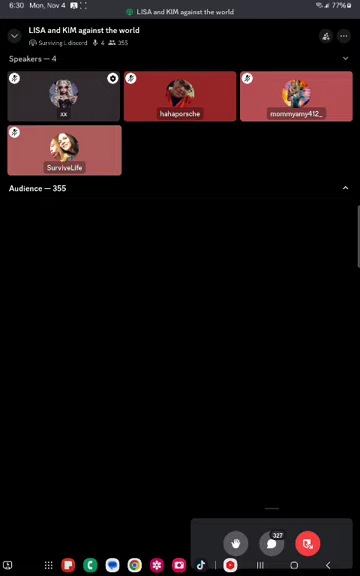 6:30 Mon, Nov 4 77%
LISA and KIM against the world
LISA and KIM against the world
Surviving L discord 4 355
Speakers — 4
xx
hahaporsche
mommyamy412_
SurviveLife
Audience — 355
327